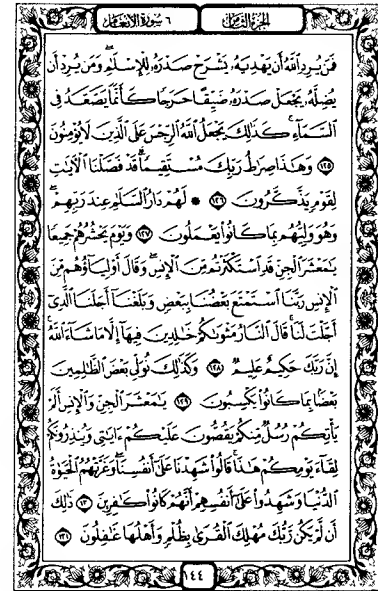 ٦ سورة الأنعام
الجزء الثامن
فَمَن يُرِدِ ٱللَّهُ أَن يَهْدِيَهُۥ يَشْرَحْ صَدْرَهُۥ لِلْإِسْلَٰمِ ۖ وَمَن يُرِدْ أَن
يُضِلَّهُۥ يَجْعَلْ صَدْرَهُۥ ضَيِّقًا حَرَجًا كَأَنَّمَا يَصَّعَّدُ فِى
ٱلسَّمَآءِ ۚ كَذَٰلِكَ يَجْعَلُ ٱللَّهُ ٱلرِّجْسَ عَلَى ٱلَّذِينَ لَا يُؤْمِنُونَ
١٢٥ وَهَٰذَا صِرَٰطُ رَبِّكَ مُسْتَقِيمًا ۗ قَدْ فَصَّلْنَا ٱلْءَايَٰتِ
لِقَوْمٍ يَذَّكَّرُونَ ١٢٦ * لَهُمْ دَارُ ٱلسَّلَٰمِ عِندَ رَبِّهِمْ ۖ
وَهُوَ وَلِيُّهُم بِمَا كَانُوا۟ يَعْمَلُونَ ١٢٧ وَيَوْمَ يَحْشُرُهُمْ جَمِيعًا
يَٰمَعْشَرَ ٱلْجِنِّ قَدِ ٱسْتَكْثَرْتُم مِّنَ ٱلْإِنسِ ۖ وَقَالَ أَوْلِيَآؤُهُم مِّنَ
ٱلْإِنسِ رَبَّنَا ٱسْتَمْتَعَ بَعْضُنَا بِبَعْضٍ وَبَلَغْنَآ أَجَلَنَا ٱلَّذِىٓ
أَجَّلْتَ لَنَا ۚ قَالَ ٱلنَّارُ مَثْوَىٰكُمْ خَٰلِدِينَ فِيهَآ إِلَّا مَا شَآءَ ٱللَّهُ ۗ
إِنَّ رَبَّكَ حَكِيمٌ عَلِيمٌ ١٢٨ وَكَذَٰلِكَ نُوَلِّى بَعْضَ ٱلظَّٰلِمِينَ
بَعْضًۢا بِمَا كَانُوا۟ يَكْسِبُونَ ١٢٩ يَٰمَعْشَرَ ٱلْجِنِّ وَٱلْإِنسِ أَلَمْ
يَأْتِكُمْ رُسُلٌ مِّنكُمْ يَقُصُّونَ عَلَيْكُمْ ءَايَٰتِى وَيُنذِرُونَكُمْ
لِقَآءَ يَوْمِكُمْ هَٰذَا ۚ قَالُوا۟ شَهِدْنَا عَلَىٰٓ أَنفُسِنَا ۖ وَغَرَّتْهُمُ ٱلْحَيَوٰةُ
ٱلدُّنْيَا وَشَهِدُوا۟ عَلَىٰٓ أَنفُسِهِمْ أَنَّهُمْ كَانُوا۟ كَٰفِرِينَ ١٣٠ ذَٰلِكَ
أَن لَّمْ يَكُن رَّبُّكَ مُهْلِكَ ٱلْقُرَىٰ بِظُلْمٍ وَأَهْلُهَا غَٰفِلُونَ ١٣١
١٤٤